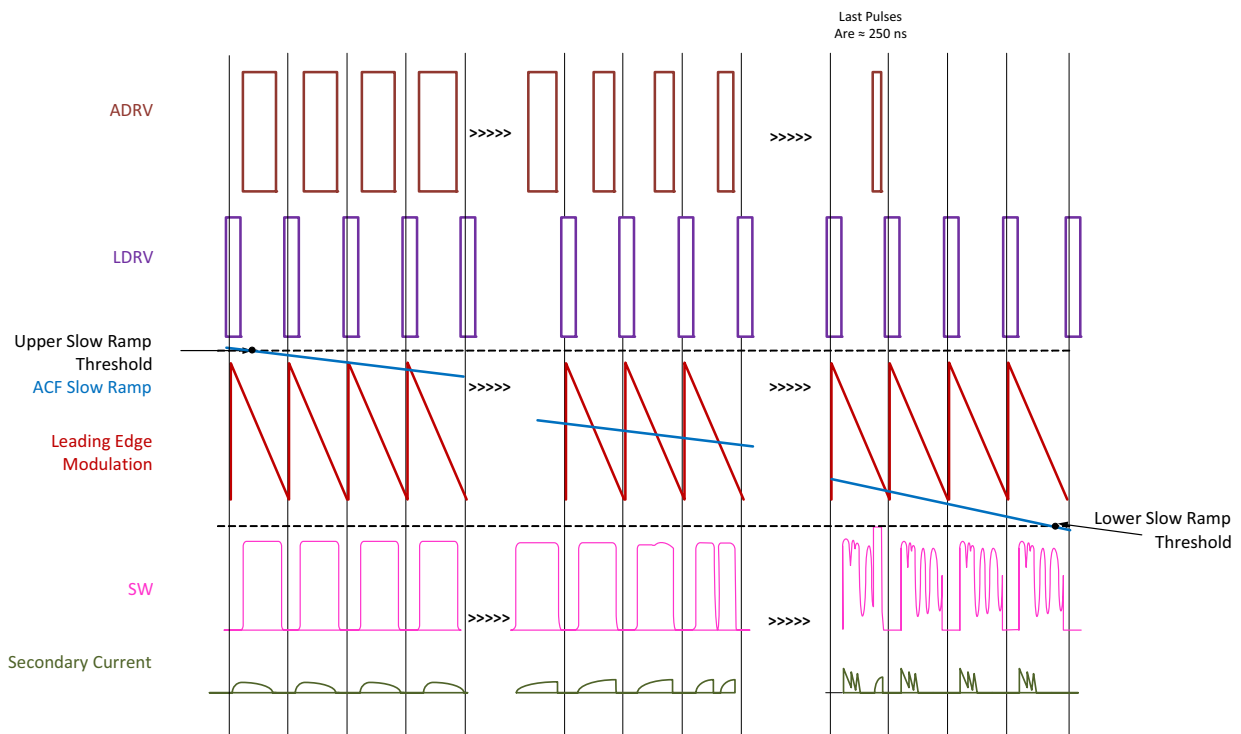 Last Pulses
Are ≈ 250 ns
ADRV
>>>>>
>>>>>
LDRV
Upper Slow Ramp
Threshold
ACF Slow Ramp
>>>>>
>>>>>
Leading Edge
Modulation
Lower Slow Ramp
Threshold
SW
>>>>>
>>>>>
Secondary Current